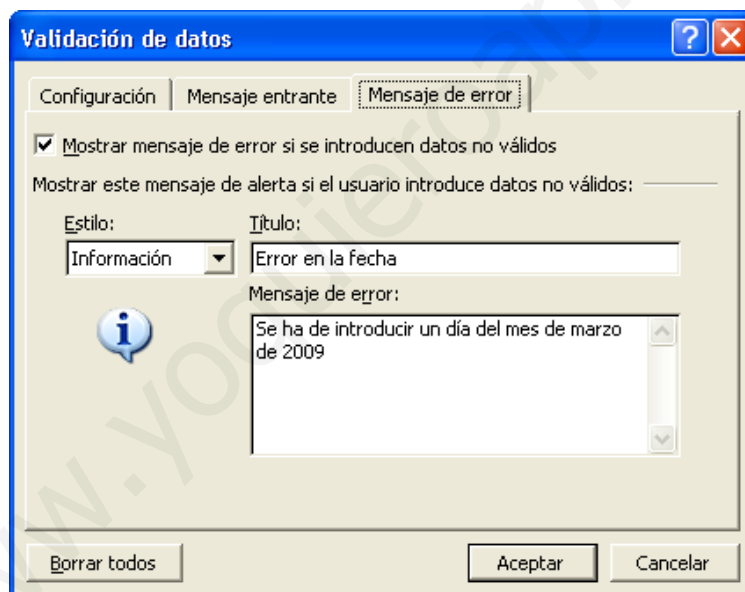 Validación de datos
Configuración Mensaje entrante Mensaje de error
Mostrar mensaje de error si se introducen datos no válidos
Mostrar este mensaje de alerta si el usuario introduce datos no válidos:
Estilo: Título:
Información Error en la fecha
Mensaje de error:
Se ha de introducir un día del mes de marzo
de 2009
Borrar todos Aceptar Cancelar